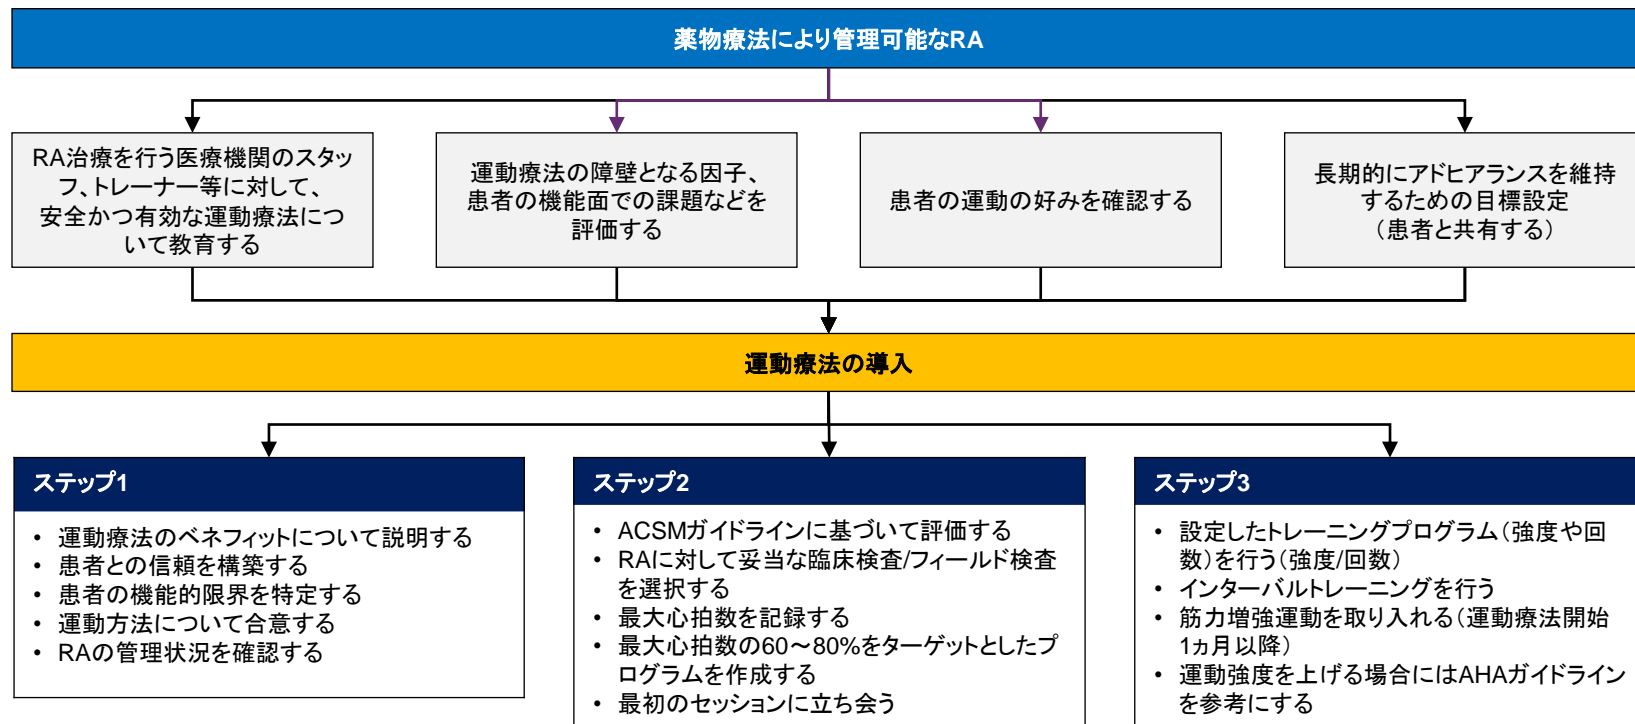 薬物療法により管理可能なRA
RA治療を行う医療機関のスタッ
フ、トレーナー等に対して、
安全かつ有効な運動療法につ
いて教育する
運動療法の障壁となる因子、
患者の機能面での課題などを
評価する
患者の運動の好みを確認する
長期的にアドヒアランスを維持
するための目標設定
（患者と共有する）
運動療法の導入
ステップ1
• 運動療法のベネフィットについて説明する
• 患者との信頼を構築する
• 患者の機能的限界を特定する
• 運動方法について合意する
• RAの管理状況を確認する
ステップ2
• ACSMガイドラインに基づいて評価する
• RAに対して妥当な臨床検査/フィールド検査
を選択する
• 最大心拍数を記録する
• 最大心拍数の60～80%をターゲットとしたプ
ログラムを作成する
• 最初のセッションに立ち会う
ステップ3
• 設定したトレーニングプログラム（強度や回
数）を行う（強度/回数）
• インターバルトレーニングを行う
• 筋力増強運動を取り入れる（運動療法開始
1ヵ月以降）
• 運動強度を上げる場合にはAHAガイドライン
を参考にする